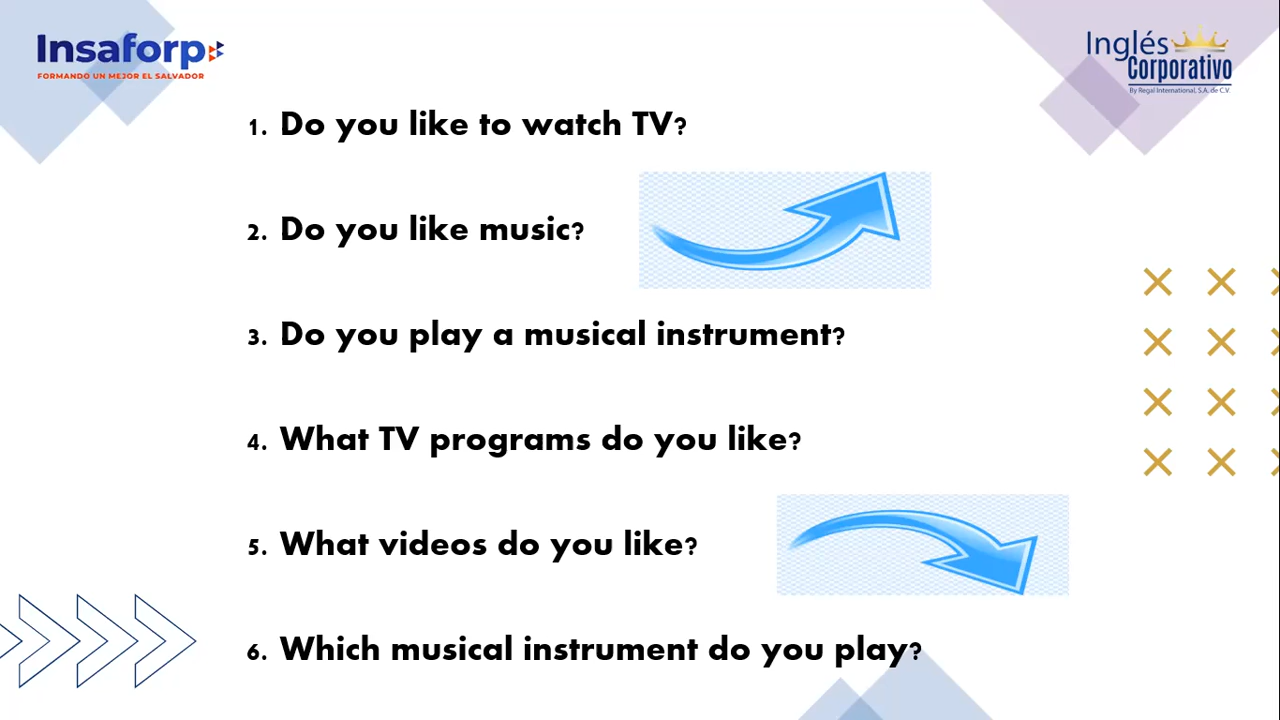 Insaforp
FORMANDO UN MEJOR EL SALVADOR
Inglés
Corporativo
By Regal International, S.A. de C.V.
1. Do you like to watch TV?
2. Do you like music?
3. Do you play a musical instrument?
4. What TV programs do you like?
5. What videos do you like?
6. Which musical instrument do you play?